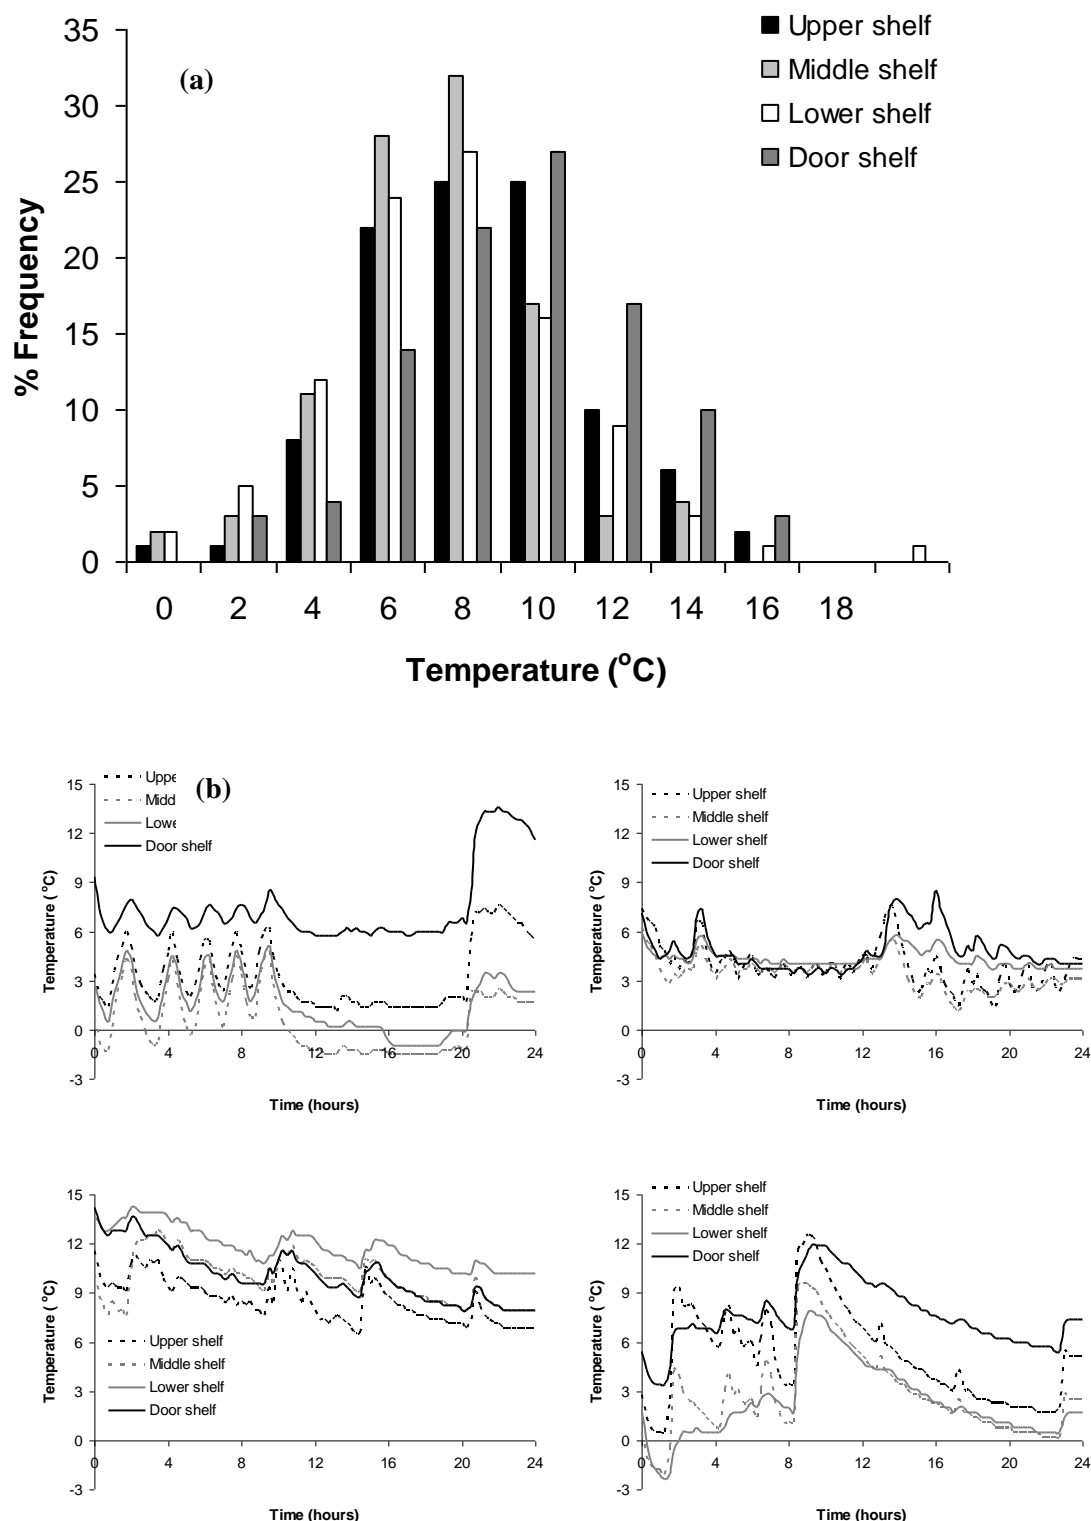 35
30
25
20
15
10
5
0
% Frequency
(a)
Upper shelf
Middle shelf
Lower shelf
Door shelf
0 2 4 6 8 10 12 14 16 18
Temperature (°C)
(b)
15
12
9
6
3
0
-3
Temperature (°C)
Uppe
Midd
Lowe
Door shelf
0 4 8 12 16 20 24
Time (hours)
15
12
9
6
3
0
-3
Temperature (°C)
Upper shelf
Middle shelf
Lower shelf
Door shelf
0 4 8 12 16 20 24
Time (hours)
15
12
9
6
3
0
-3
Temperature (°C)
Upper shelf
Middle shelf
Lower shelf
Door shelf
0 4 8 12 16 20 24
Time (hours)
15
12
9
6
3
0
-3
Temperature (°C)
Upper shelf
Middle shelf
Lower shelf
Door shelf
0 4 8 12 16 20 24
Time (hours)